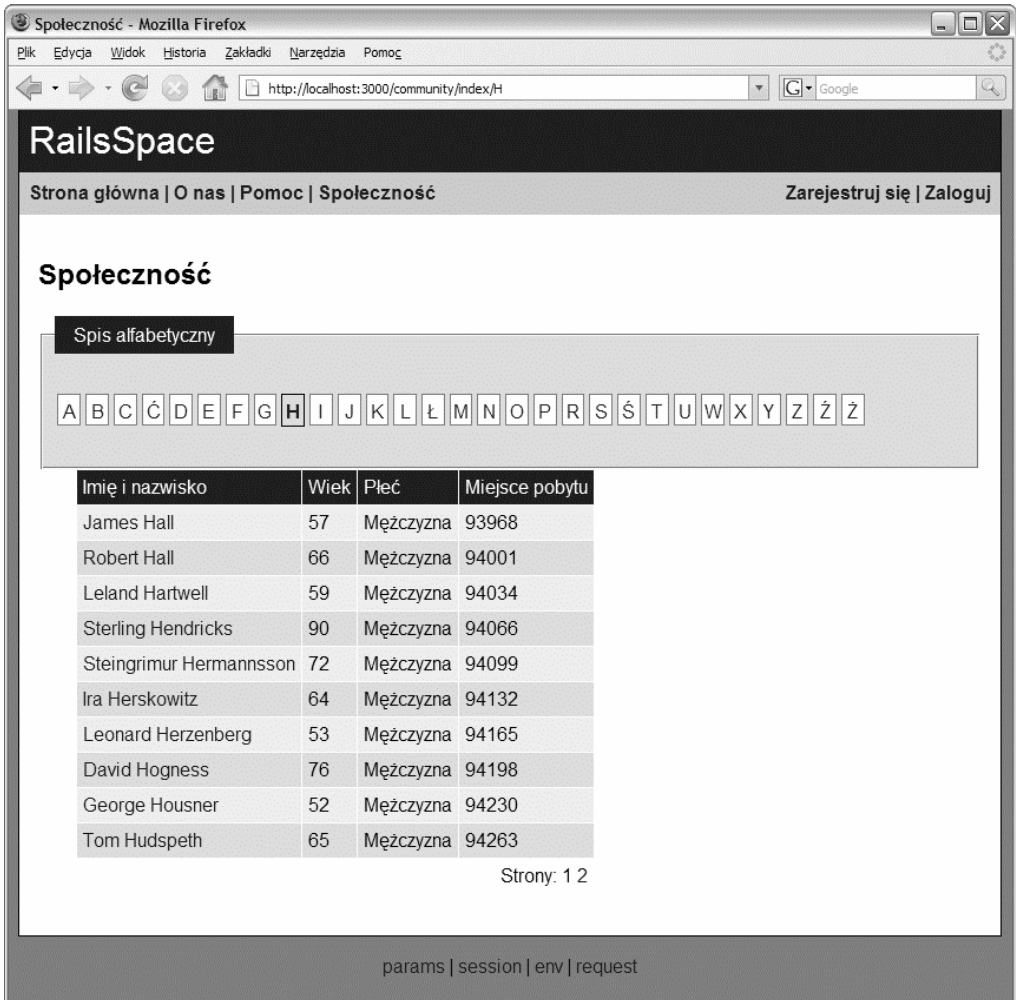 Społeczność - Mozilla Firefox
Plik Edycja Widok Historia Zakładki Narzędzia Pomoc
http://localhost:3000/community/index/H G Google
RailsSpace
Strona główna | O nas | Pomoc | Społeczność Zarejestruj się | Zaloguj
Społeczność
Spis alfabetyczny
A B C Ć D E F G H I J K L Ł M N O P R S Ś T U W X Y Z Ź Ż
Imię i nazwisko Wiek Płeć Miejsce pobytu
James Hall 57 Mężczyzna 93968
Robert Hall 66 Mężczyzna 94001
Leland Hartwell 59 Mężczyzna 94034
Sterling Hendricks 90 Mężczyzna 94066
Steingrimur Hermannsson 72 Mężczyzna 94099
Ira Herskowitz 64 Mężczyzna 94132
Leonard Herzenberg 53 Mężczyzna 94165
David Hogness 76 Mężczyzna 94198
George Housner 52 Mężczyzna 94230
Tom Hudspeth 65 Mężczyzna 94263
Strony: 1 2
params | session | env | request